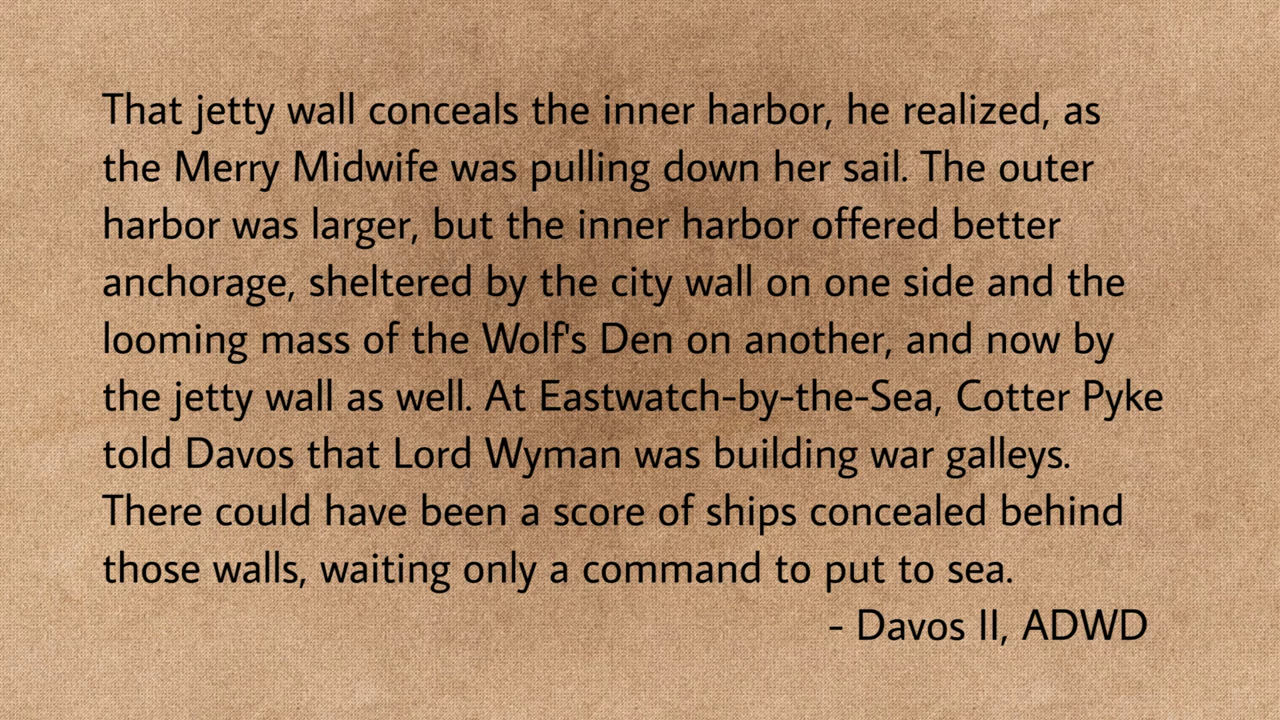 That jetty wall conceals the inner harbor, he realized, as
the Merry Midwife was pulling down her sail. The outer
harbor was larger, but the inner harbor offered better
anchorage, sheltered by the city wall on one side and the
looming mass of the Wolf's Den on another, and now by
the jetty wall as well. At Eastwatch-by-the-Sea, Cotter Pyke
told Davos that Lord Wyman was building war galleys.
There could have been a score of ships concealed behind
those walls, waiting only a command to put to sea.
- Davos II, ADWD